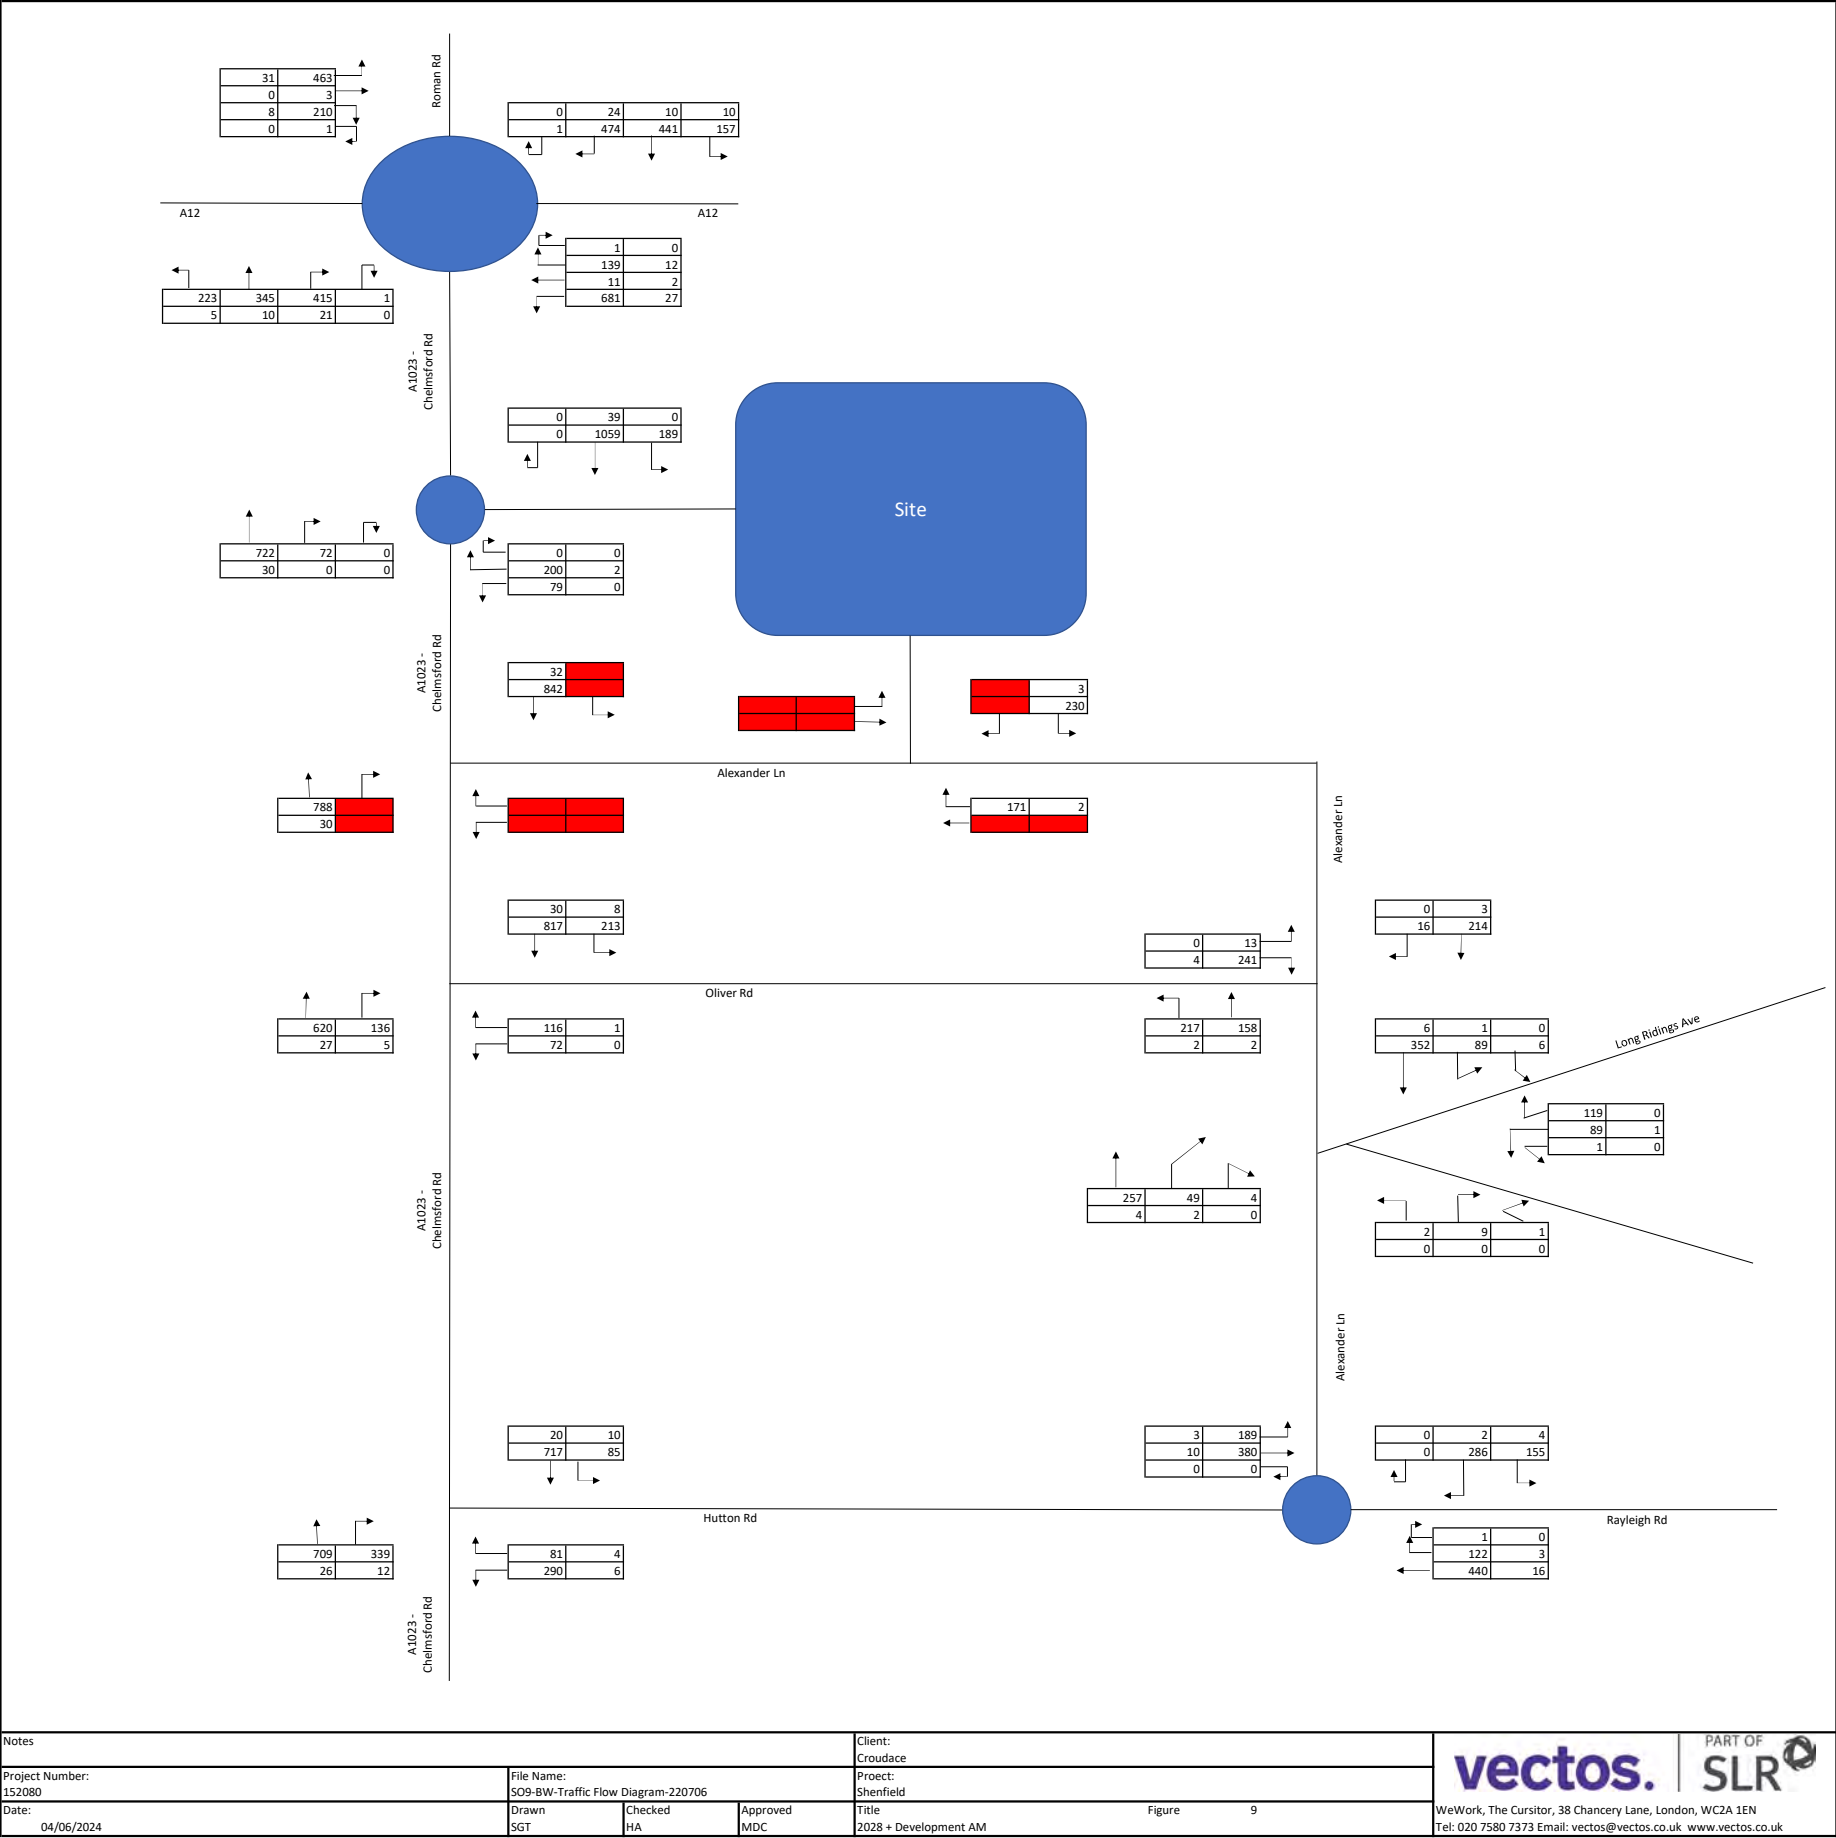 Roman Rd
31 463
0 3
8 210
0 1
0 24 10 10
1 474 441 157
A12
A12
1 0
139 12
11 2
681 27
223 345 415 1
5 10 21 0
A1023 -
Chelmsford Rd
0 39 0
0 1059 189
Site
722 72 0
30 0 0
0 0
200 2
79 0
A1023 -
Chelmsford Rd
32
842
3
230
Alexander Ln
788
30
171 2
Alexander Ln
30 8
817 213
0 13
4 241
0 3
16 214
Oliver Rd
620 136
27 5
116 1
72 0
217 158
2 2
6 1 0
352 89 6
Long Ridings Ave
119 0
89 1
1 0
A1023 -
Chelmsford Rd
257 49 4
4 2 0
2 9 1
0 0 0
Alexander Ln
20 10
717 85
3 189
10 380
0 0
0 2 4
0 286 155
Hutton Rd
Rayleigh Rd
709 339
26 12
81 4
290 6
1 0
122 3
440 16
A1023 -
Chelmsford Rd
Notes
Client:
Croudace
Project Number:
152080
File Name:
SO9-BW-Traffic Flow Diagram-220706
Proect:
Shenfield
Date:
04/06/2024
Drawn
SGT
Checked
HA
Approved
MDC
Title Figure 9
2028 + Development AM
vectos.
PART OF
SLR
WeWork, The Cursitor, 38 Chancery Lane, London, WC2A 1EN
Tel: 020 7580 7373 Email: vectos@vectos.co.uk www.vectos.co.uk